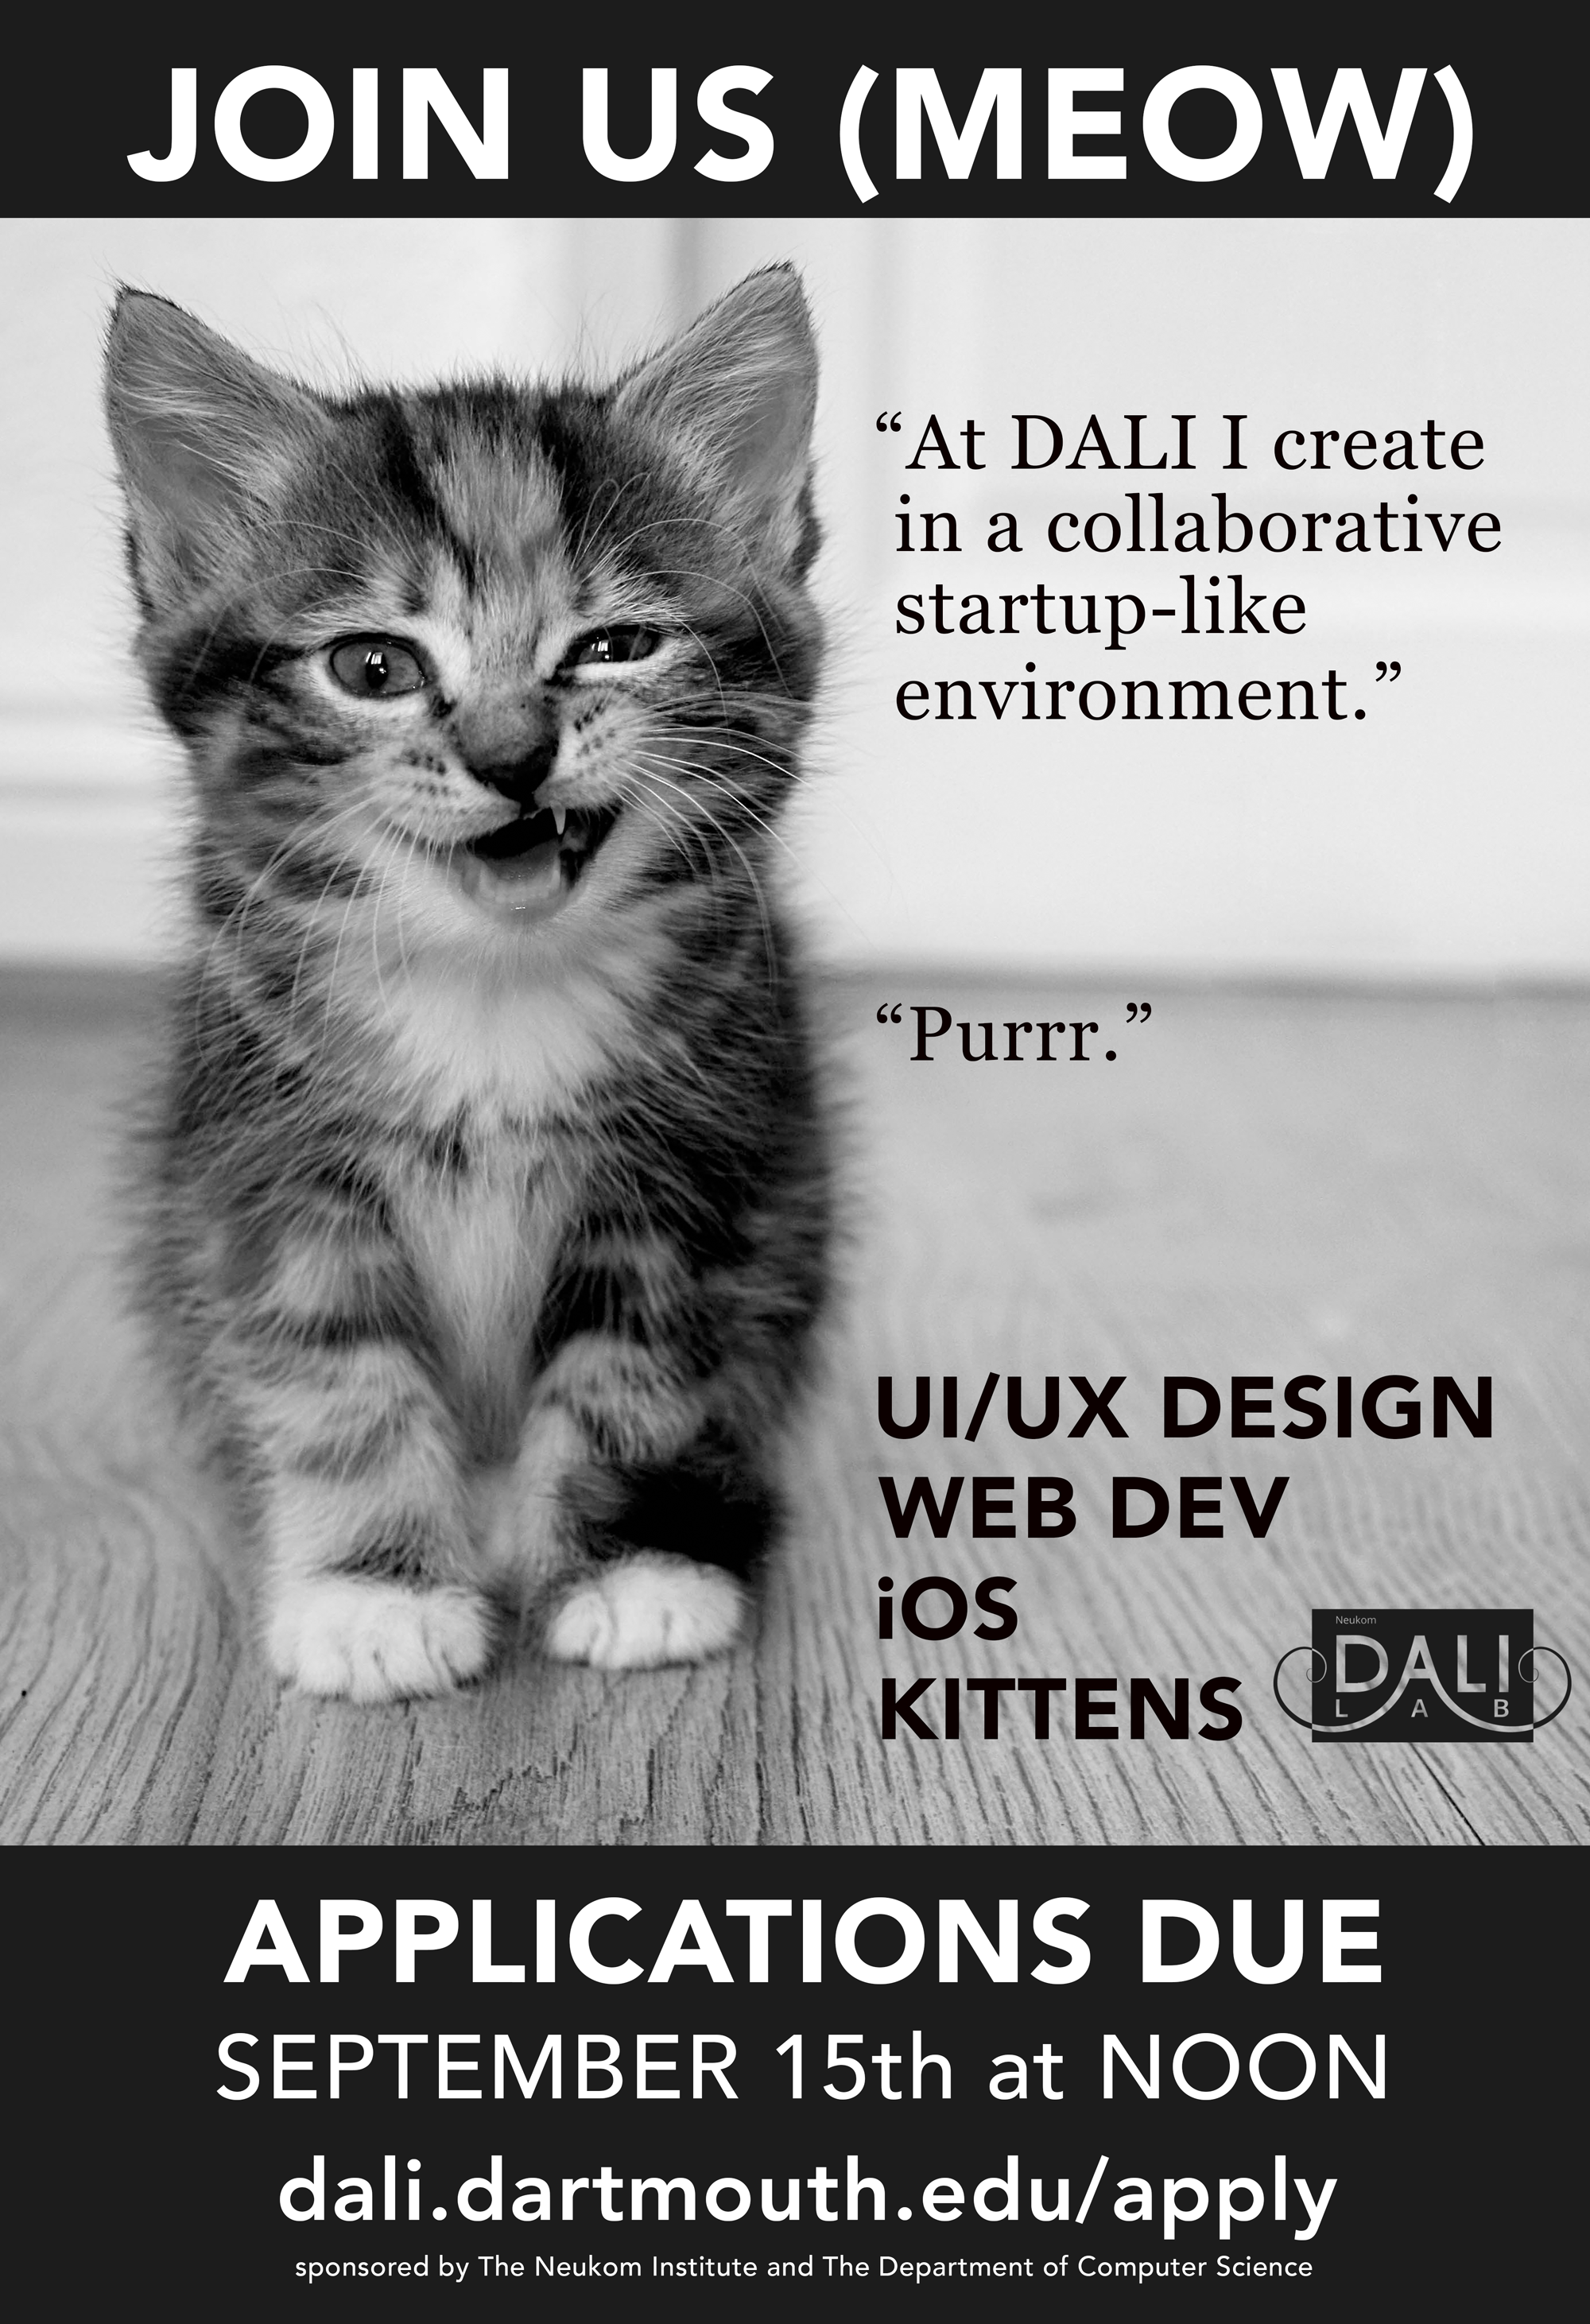 JOIN US (MEOW)
“At DALI I create
in a collaborative
startup-like
environment.”
“Purrr.”
UI/UX DESIGN
WEB DEV
iOS
KITTENS
Neukom
DALI
LAB
APPLICATIONS DUE
SEPTEMBER 15th at NOON
dali.dartmouth.edu/apply
sponsored by The Neukom Institute and The Department of Computer Science